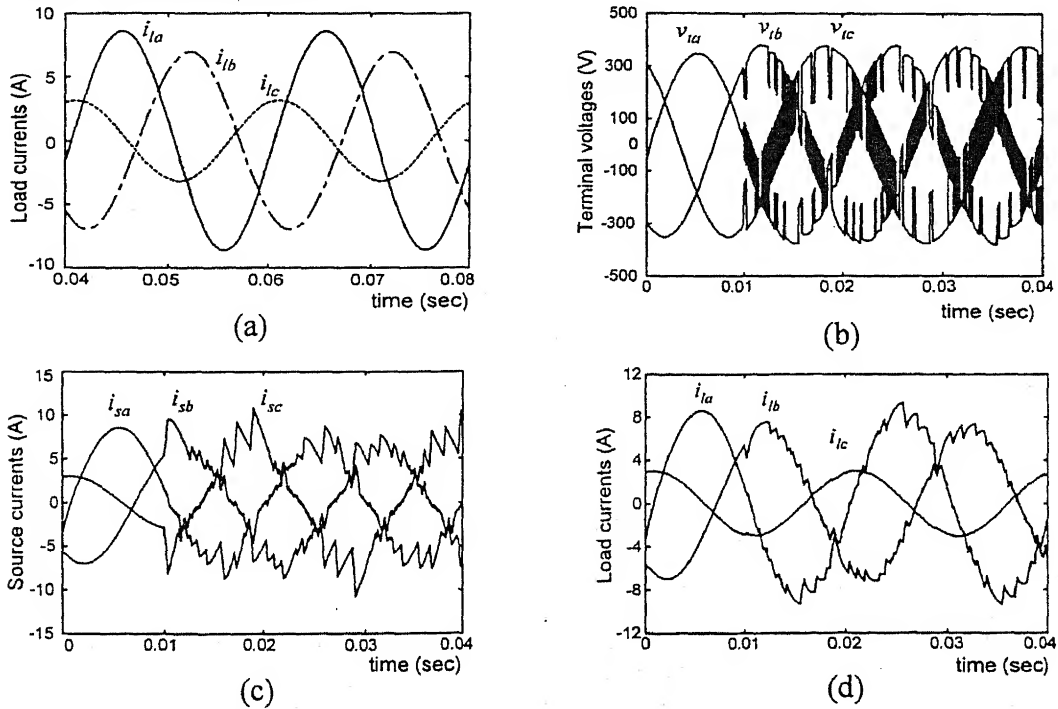 Load currents (A)
10
5
0
-5
-10
i_la
i_lb
i_lc
0.04 0.05 0.06 0.07 0.08
time (sec)
(a)
Terminal voltages (V)
500
300
100
0
-100
-300
-500
v_ta
v_tb
v_tc
0 0.01 0.02 0.03 0.04
time (sec)
(b)
Source currents (A)
15
10
5
0
-5
-10
-15
i_sa
i_sb
i_sc
0 0.01 0.02 0.03 0.04
time (sec)
(c)
Load currents (A)
12
8
4
0
-4
-8
-12
i_la
i_lb
i_lc
0 0.01 0.02 0.03 0.04
time (sec)
(d)